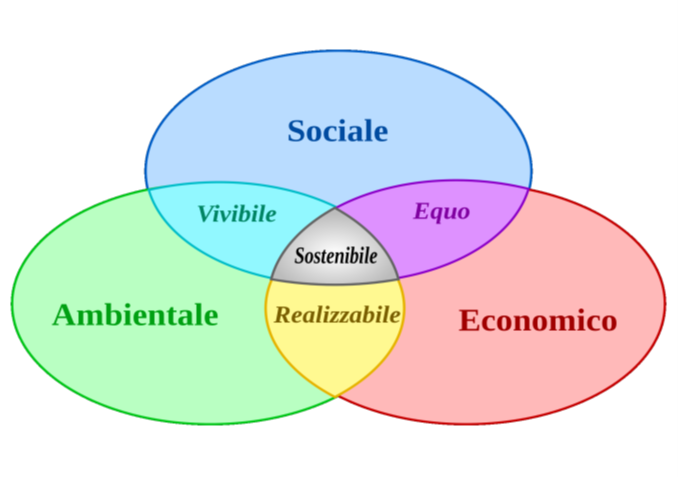 Sociale
Vivibile
Equo
Sostenibile
Ambientale
Realizzabile
Economico